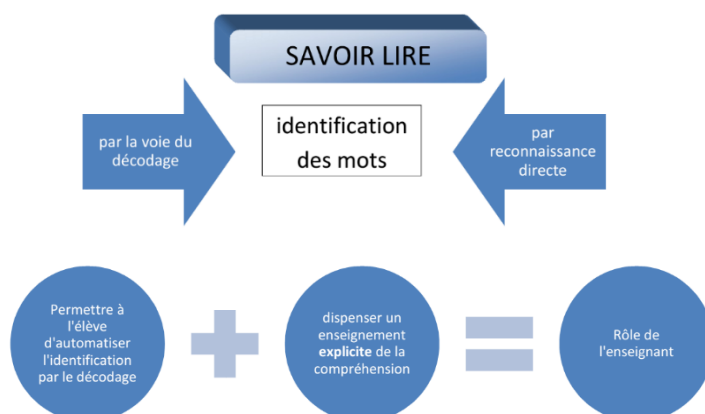 SAVOIR LIRE
par la voie du
décodage
identification
des mots
par
reconnaissance
directe
Permettre à
l'élève
d'automatiser
l'identification
par le décodage
dispenser un
enseignement
explicite de la
compréhension
Rôle de
l'enseignant